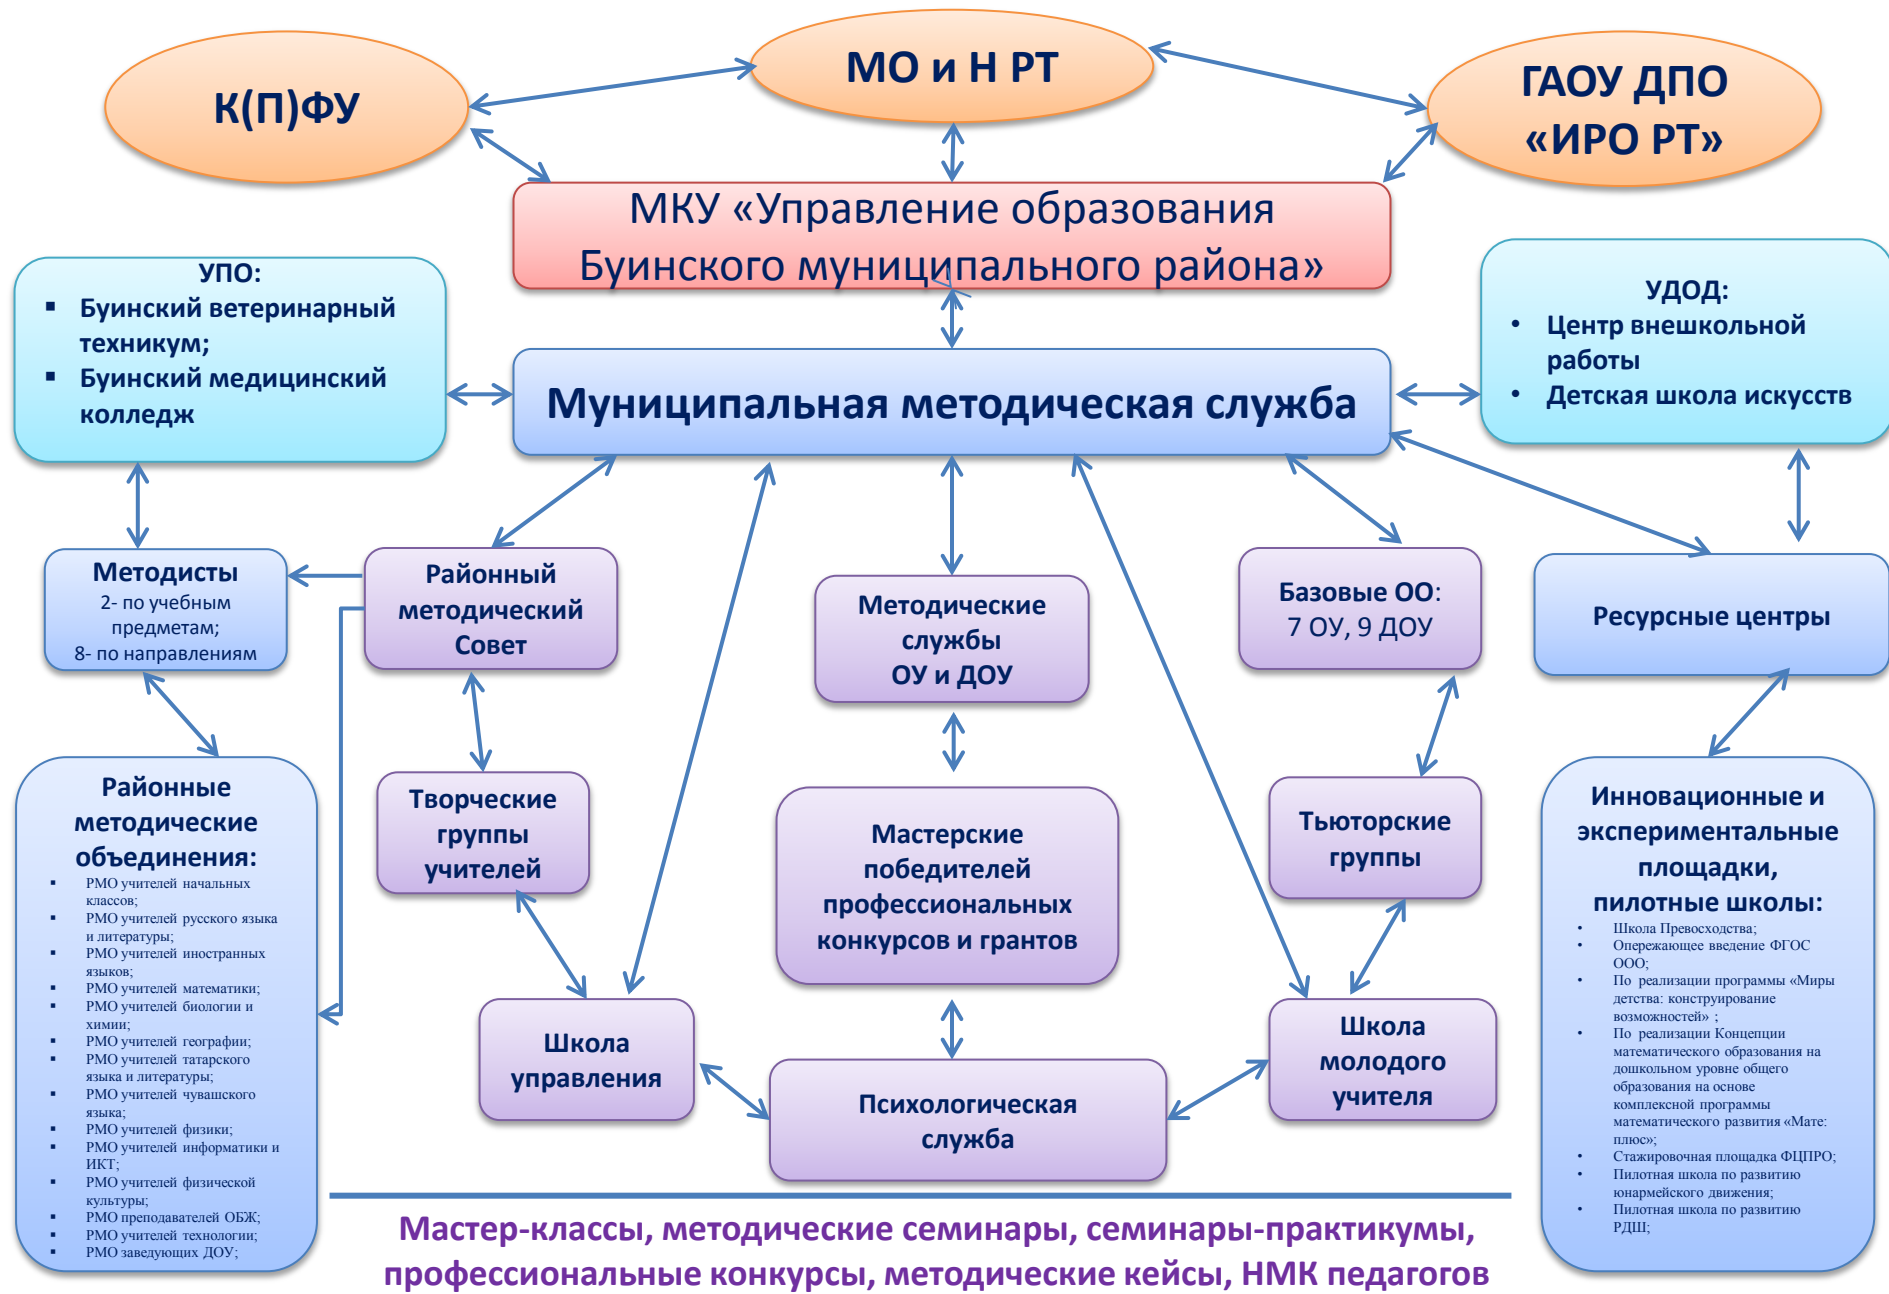 К(П)ФУ
МО и Н РТ
ГАОУ ДПО
«ИРО РТ»
МКУ «Управление образования
Буинского муниципального района»
УПО:
▪ Буинский ветеринарный
техникум;
▪ Буинский медицинский
колледж
Муниципальная методическая служба
УДОД:
• Центр внешкольной
работы
• Детская школа искусств
Методисты
2- по учебным
предметам;
8- по направлениям
Районный
методический
Совет
Методические
службы
ОУ и ДОУ
Базовые ОО:
7 ОУ, 9 ДОУ
Ресурсные центры
Районные
методические
объединения:
▪ РМО учителей начальных
классов;
▪ РМО учителей русского языка
и литературы;
▪ РМО учителей иностранных
языков;
▪ РМО учителей математики;
▪ РМО учителей биологии и
химии;
▪ РМО учителей географии;
▪ РМО учителей татарского
языка и литературы;
▪ РМО учителей чувашского
языка;
▪ РМО учителей физики;
▪ РМО учителей информатики и
ИКТ;
▪ РМО учителей физической
культуры;
▪ РМО преподавателей ОБЖ;
▪ РМО учителей технологии;
▪ РМО заведующих ДОУ;
Творческие
группы
учителей
Мастерские
победителей
профессиональных
конкурсов и грантов
Тьюторские
группы
Инновационные и
экспериментальные
площадки,
пилотные школы:
• Школа Превосходства;
• Опережающее введение ФГОС
ООО;
• По реализации программы «Миры
детства: конструирование
возможностей» ;
• По реализации Концепции
математического образования на
дошкольном уровне общего
образования на основе
комплексной программы
математического развития «Мате:
плюс»;
• Стажировочная площадка ФЦПРО;
• Пилотная школа по развитию
юнармейского движения;
• Пилотная школа по развитию
РДШ;
Школа
управления
Психологическая
служба
Школа
молодого
учителя
Мастер-классы, методические семинары, семинары-практикумы,
профессиональные конкурсы, методические кейсы, НМК педагогов